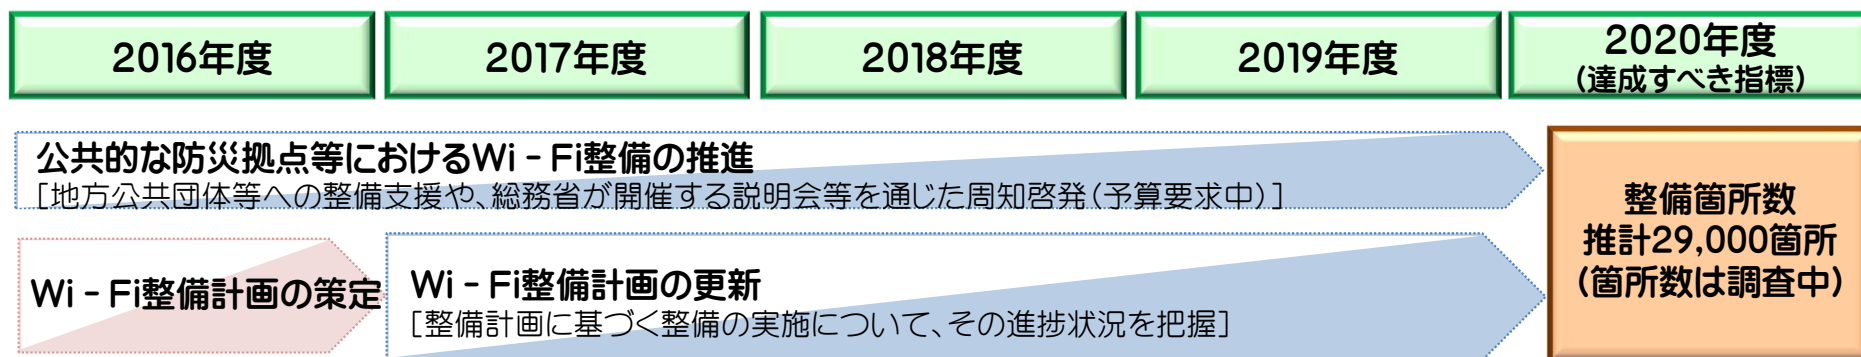 2016年度
2017年度
2018年度
2019年度
2020年度
(達成すべき指標)
公共的な防災拠点等におけるWi‐Fi整備の推進
[地方公共団体等への整備支援や、総務省が開催する説明会等を通じた周知啓発(予算要求中)]
Wi‐Fi整備計画の策定
Wi‐Fi整備計画の更新
[整備計画に基づく整備の実施について、その進捗状況を把握]
整備箇所数
推計29,000箇所
(箇所数は調査中)